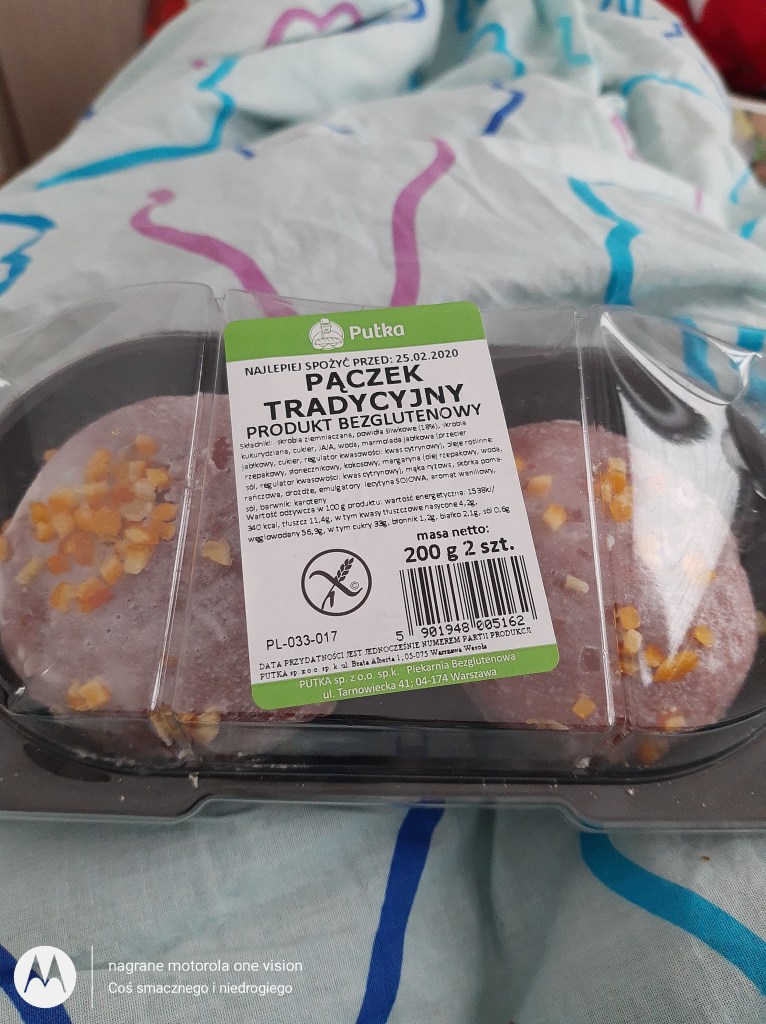 Putka
NAJLEPIEJ SPOŻYĆ PRZED: 25.02.2020
PĄCZEK
TRADYCYJNY
PRODUKT BEZGLUTENOWY
Składniki: skrobia ziemniaczana, powidła śliwkowe (18%), skrobia
kukurydziana, cukier, JAJA, woda, marmolada jabłkowa (przecier
jabłkowy, cukier, regulator kwasowości: kwas cytrynowy), oleje roślinne:
rzepakowy, słonecznikowy, kokosowy, margaryna (olej rzepakowy, woda,
sól, regulator kwasowości: kwas cytrynowy), mąka ryżowa, skórka poma-
rańczowa, drożdże, emulgatory: lecytyna SOJOWA, aromat waniliowy,
sól, barwnik: karoteny
Wartość odżywcza w 100 g produktu: wartość energetyczna: 1538kJ/
340 kcal, tłuszcz 11,4g, w tym kwasy tłuszczowe nasycone 4,2g,
węglowodany 56,9g, w tym cukry 33g, błonnik 1,2g, białko 2,1g, sól 0,6g
masa netto:
200 g 2 szt.
©
PL-033-017
5 901948 005162
DATA PRZYDATNOŚCI JEST JEDNOCZEŚNIE NUMEREM PARTII PRODUKCJI
PUTKA sp. z o.o. sp.k. ul. Brata Alberta 1, 05-075 Warszawa Wesoła
PUTKA sp. z o.o. sp.k. Piekarnia Bezglutenowa
ul. Tarnowiecka 41; 04-174 Warszawa
nagrane motorola one vision
Coś smacznego i niedrogiego